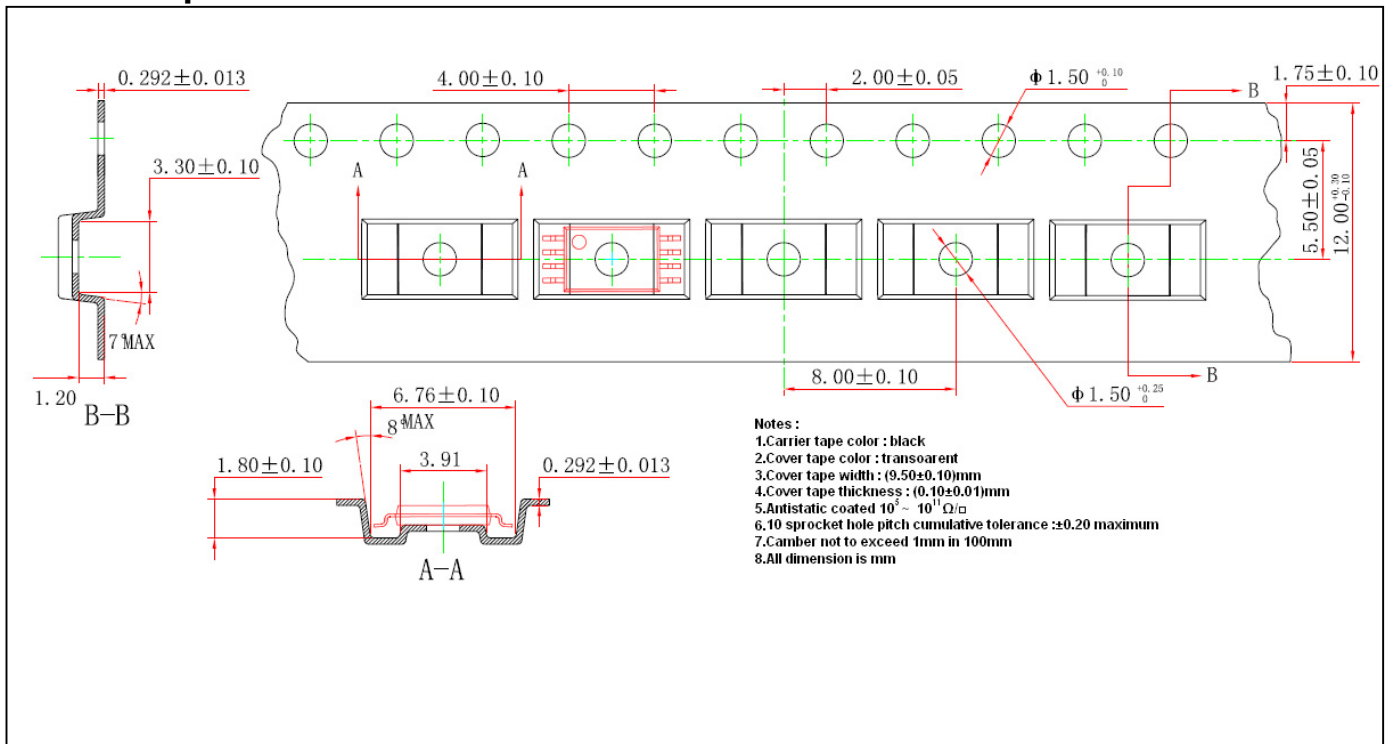 0.292±0.013
4.00±0.10
2.00±0.05
ϕ1.50 +0.10 0
1.75±0.10
B
3.30±0.10
A
A
5.50±0.05
12.00 +0.30 -0.10
7°MAX
1.20
B-B
8.00±0.10
B
ϕ1.50 +0.25 0
6.76±0.10
8°MAX
1.80±0.10
3.91
0.292±0.013
A-A
Notes :
1.Carrier tape color : black
2.Cover tape color : transoarent
3.Cover tape width : (9.50±0.10)mm
4.Cover tape thickness : (0.10±0.01)mm
5.Antistatic coated 10⁵ ~ 10¹¹ Ω/□
6.10 sprocket hole pitch cumulative tolerance :±0.20 maximum
7.Camber not to exceed 1mm in 100mm
8.All dimension is mm